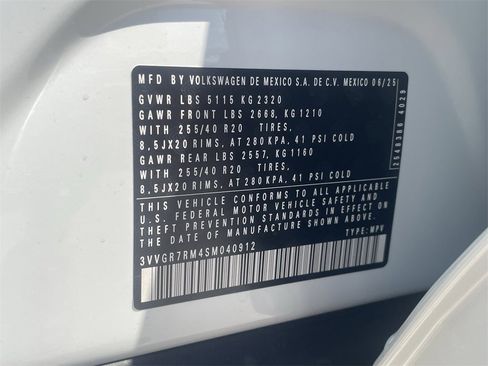 MFD BY VOLKSWAGEN DE MEXICO S.A. DE C.V. MEXICO 06/25
GVWR LBS 5115 KG 2320
GAWR FRONT LBS 2668, KG 1210
WITH 255/40 R20 TIRES,
8,5JX20 RIMS, AT 280 KPA, 41 PSI COLD
GAWR REAR LBS 2557, KG 1160
WITH 255/40 R20 TIRES,
8,5JX20 RIMS, AT 280 KPA, 41 PSI COLD
THIS VEHICLE CONFORMS TO ALL APPLICABLE
U.S. FEDERAL MOTOR VEHICLE SAFETY AND
THEFT PREVENTION STANDARDS IN EFFECT ON
THE DATE OF MANUFACTURE SHOWN ABOVE.
3VVGR7RM4SM040912
TYPE: MPV
2548386 4029